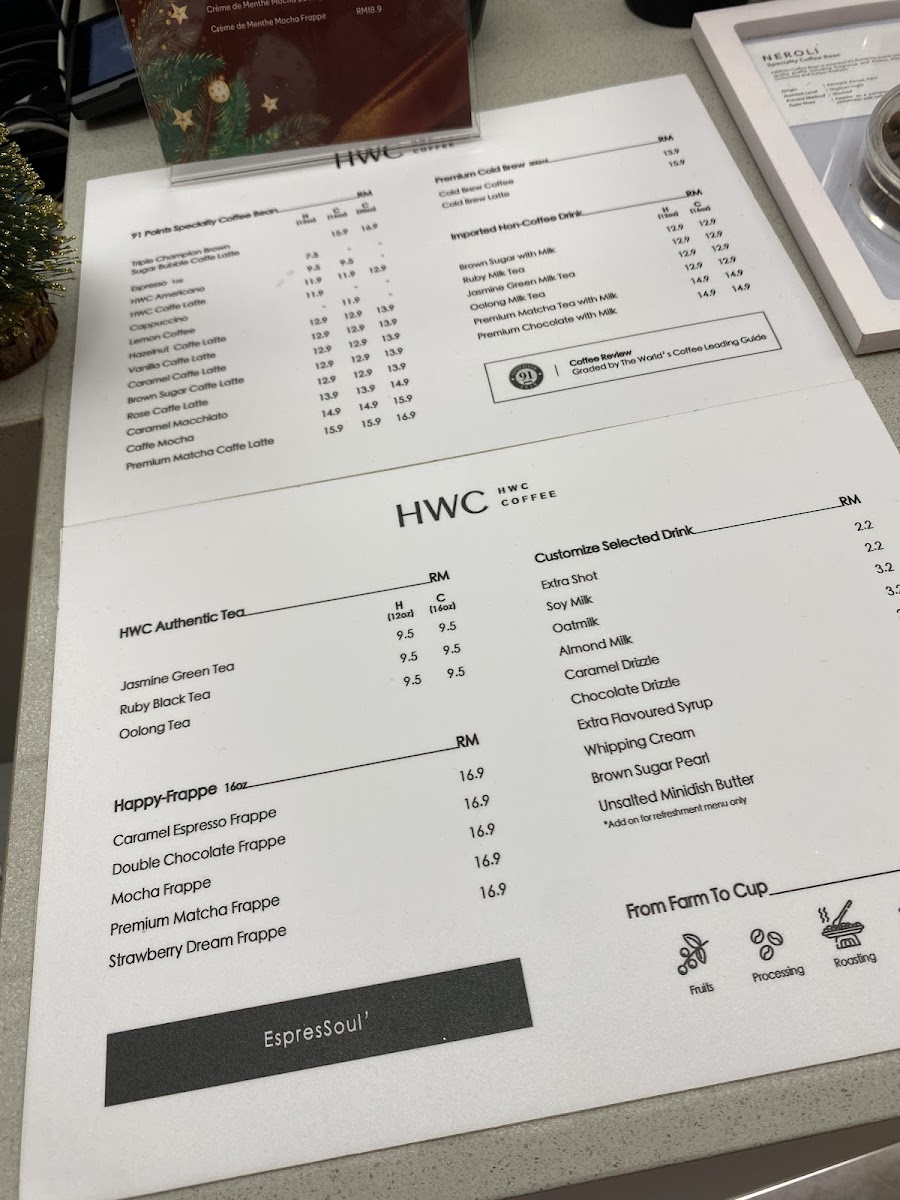 Crème de Menthe Mocha
Crème de Menthe Mocha Frappe RM18.9
NEROLI
Specialty Coffee Bean
HWC COFFEE
91 Points Specialty Coffee Bean RM
H C C
Triple Champion Brown
Sugar Bubble Caffe Latte 15.9 16.9
Espresso 1oz 7.5 - -
HWC Americano 9.5 9.5 -
HWC Caffe Latte 11.9 11.9 12.9
Cappuccino 11.9 - -
Lemon Coffee - 11.9 -
Hazelnut Caffe Latte 12.9 12.9 13.9
Vanilla Caffe Latte 12.9 12.9 13.9
Caramel Caffe Latte 12.9 12.9 13.9
Brown Sugar Caffe Latte 12.9 12.9 13.9
Rose Caffe Latte 12.9 12.9 13.9
Caramel Macchiato 13.9 13.9 14.9
Caffe Mocha 14.9 14.9 15.9
Premium Matcha Caffe Latte 15.9 15.9 16.9
Premium Cold Brew RM
Cold Brew Coffee 13.9
Cold Brew Latte 15.9
Imported Non-Coffee Drink RM
H C
(12oz) (16oz)
Brown Sugar with Milk 12.9 12.9
Ruby Milk Tea 12.9 12.9
Jasmine Green Milk Tea 12.9 12.9
Oolong Milk Tea 12.9 12.9
Premium Matcha Tea with Milk 14.9 14.9
Premium Chocolate with Milk 14.9 14.9
91
Coffee Review
Graded by The World's Coffee Leading Guide
HWC HWC
COFFEE
HWC Authentic Tea RM
H C
(12oz) (16oz)
Jasmine Green Tea 9.5 9.5
Ruby Black Tea 9.5 9.5
Oolong Tea 9.5 9.5
Happy-Frappe 16oz RM
Caramel Espresso Frappe 16.9
Double Chocolate Frappe 16.9
Mocha Frappe 16.9
Premium Matcha Frappe 16.9
Strawberry Dream Frappe 16.9
EspresSoul'
Customize Selected Drink RM
Extra Shot 2.2
Soy Milk 2.2
Oatmilk 3.2
Almond Milk
Caramel Drizzle
Chocolate Drizzle
Extra Flavoured Syrup
Whipping Cream
Brown Sugar Pearl
Unsalted Minidish Butter
*Add on for refreshment menu only
From Farm To Cup
Fruits Processing Roasting